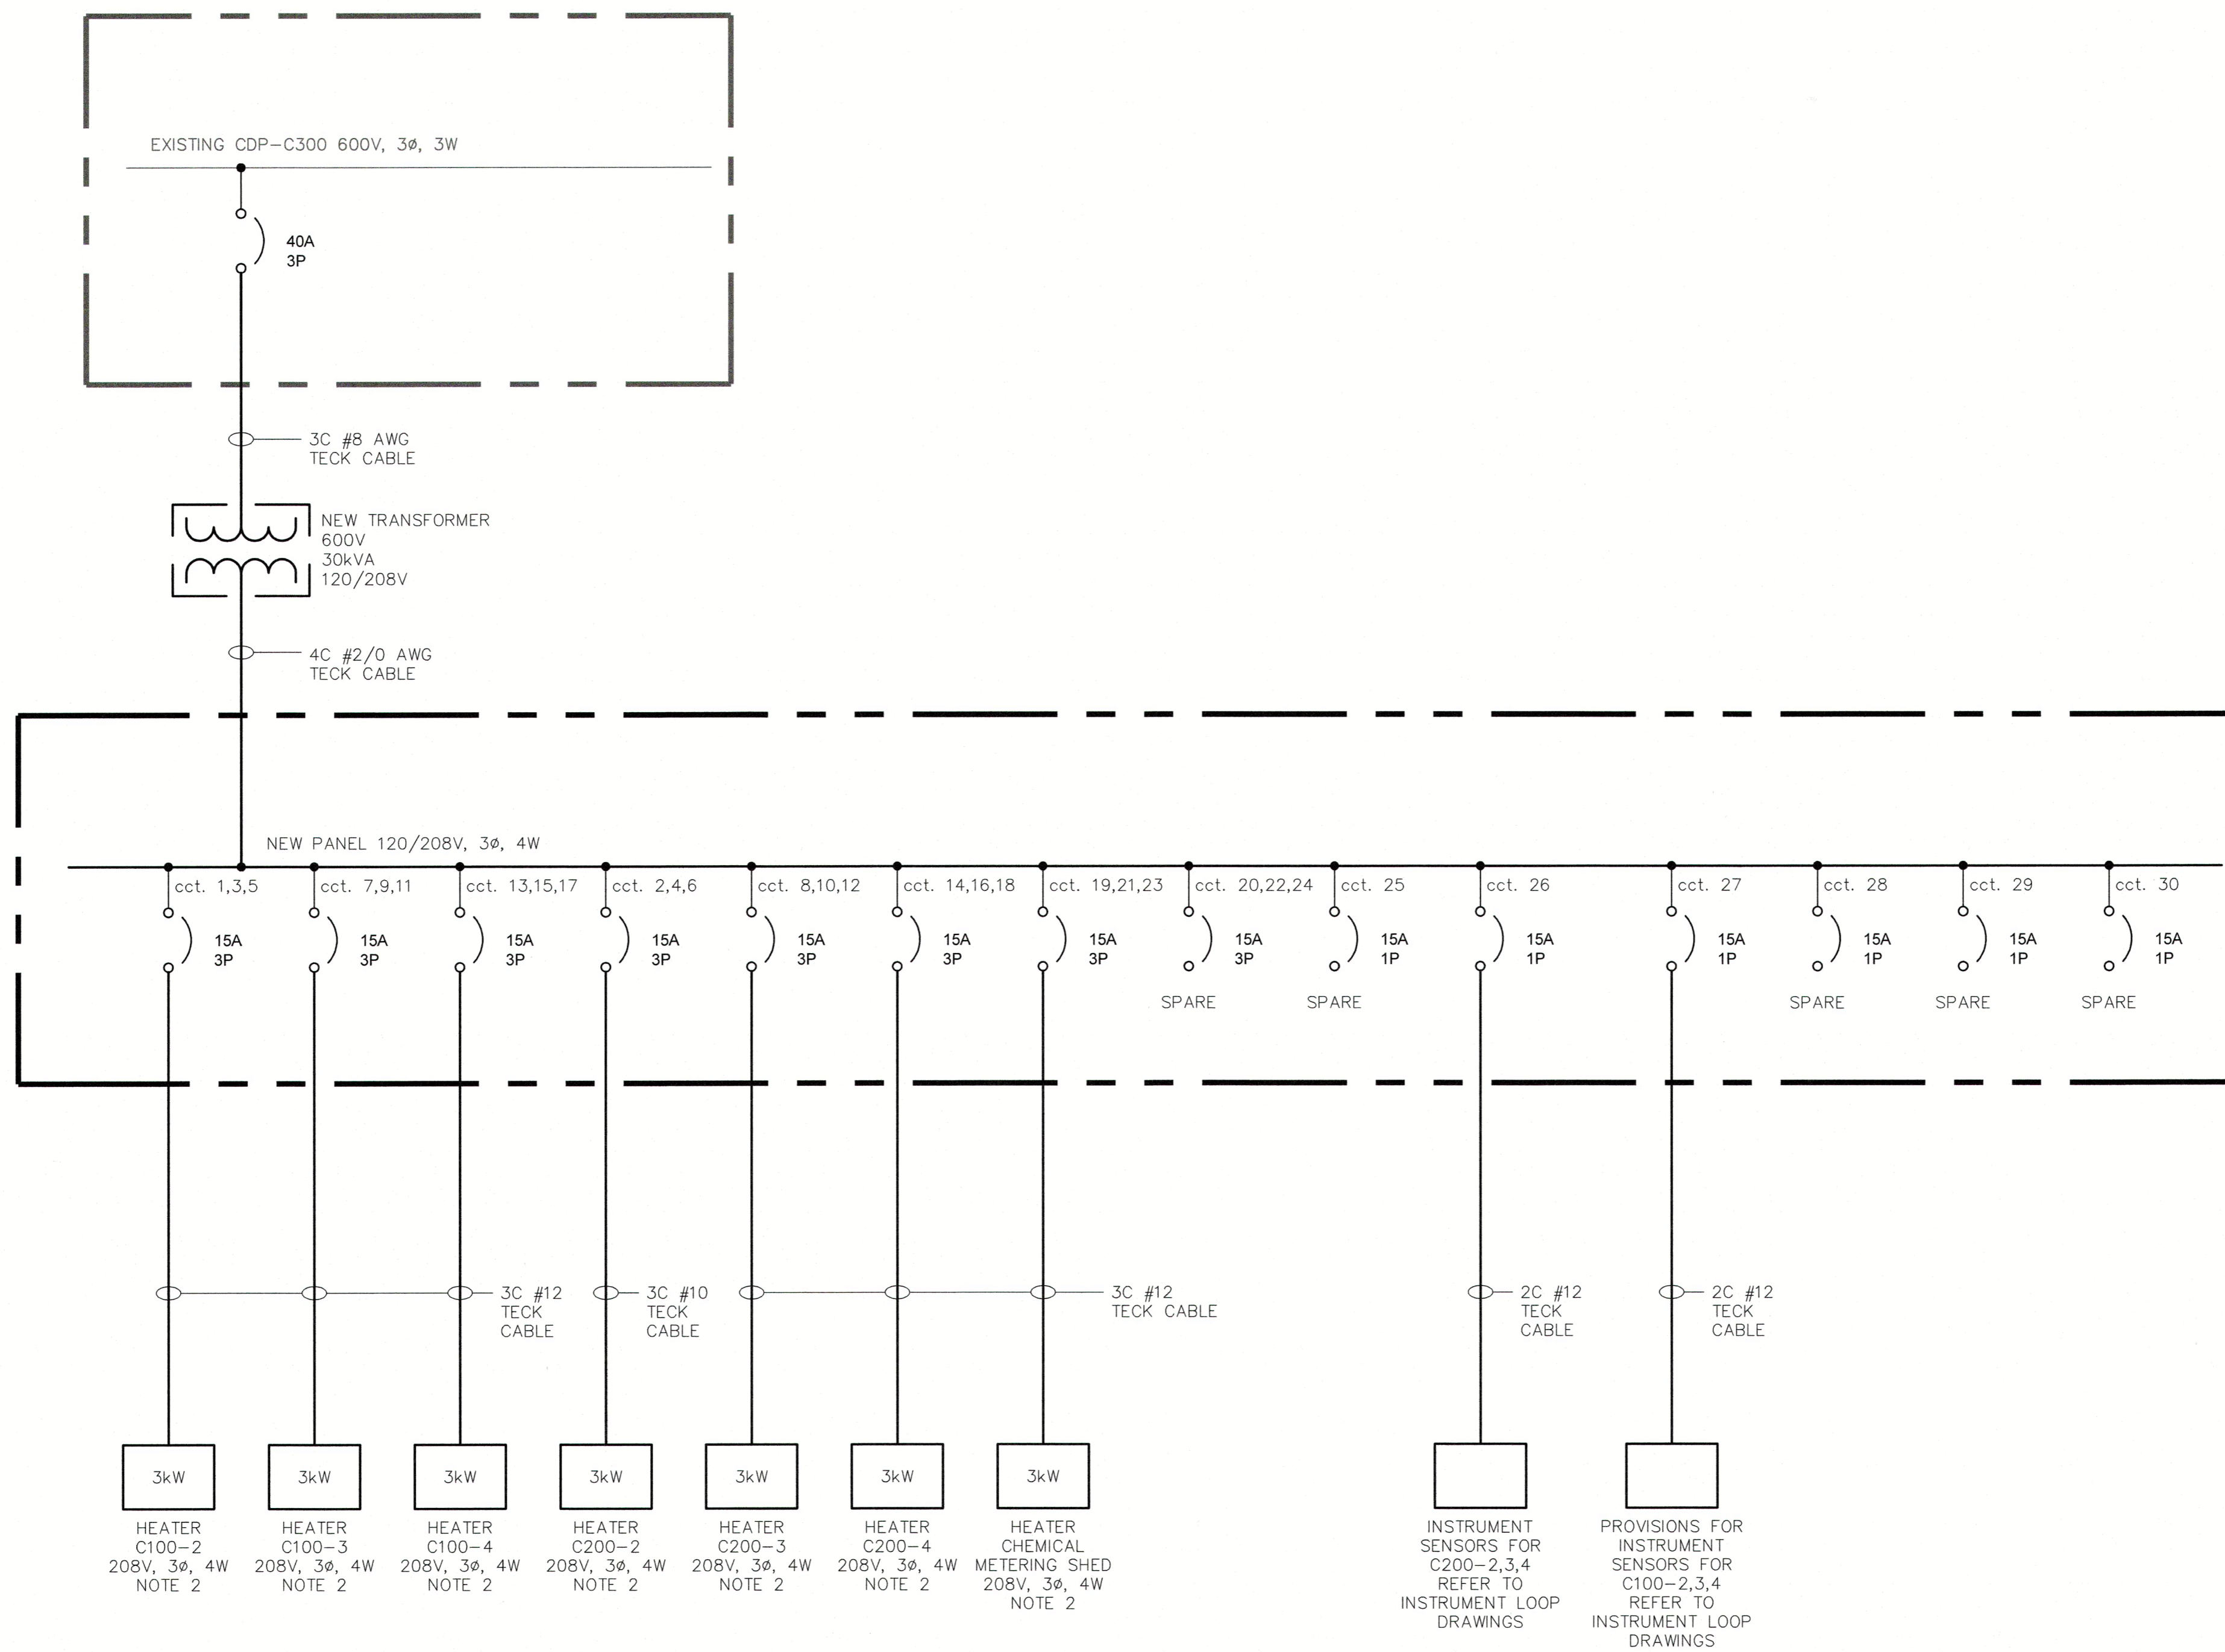 EXISTING CDP-C300 600V, 3ø, 3W
40A
3P
3C #8 AWG
TECK CABLE
NEW TRANSFORMER
600V
30kVA
120/208V
4C #2/0 AWG
TECK CABLE
NEW PANEL 120/208V, 3ø, 4W
cct. 1,3,5
15A
3P
cct. 7,9,11
15A
3P
cct. 13,15,17
15A
3P
cct. 2,4,6
15A
3P
cct. 8,10,12
15A
3P
cct. 14,16,18
15A
3P
cct. 19,21,23
15A
3P
cct. 20,22,24
15A
3P
SPARE
cct. 25
15A
1P
SPARE
cct. 26
15A
1P
cct. 27
15A
1P
cct. 28
15A
1P
SPARE
cct. 29
15A
1P
SPARE
cct. 30
15A
1P
SPARE
3C #12
TECK
CABLE
3C #10
TECK
CABLE
3C #12
TECK CABLE
2C #12
TECK
CABLE
2C #12
TECK
CABLE
3kW
HEATER
C100-2
208V, 3ø, 4W
NOTE 2
3kW
HEATER
C100-3
208V, 3ø, 4W
NOTE 2
3kW
HEATER
C100-4
208V, 3ø, 4W
NOTE 2
3kW
HEATER
C200-2
208V, 3ø, 4W
NOTE 2
3kW
HEATER
C200-3
208V, 3ø, 4W
NOTE 2
3kW
HEATER
C200-4
208V, 3ø, 4W
NOTE 2
3kW
HEATER
CHEMICAL
METERING SHED
208V, 3ø, 4W
NOTE 2
INSTRUMENT
SENSORS FOR
C200-2,3,4
REFER TO
INSTRUMENT LOOP
DRAWINGS
PROVISIONS FOR
INSTRUMENT
SENSORS FOR
C100-2,3,4
REFER TO
INSTRUMENT LOOP
DRAWINGS